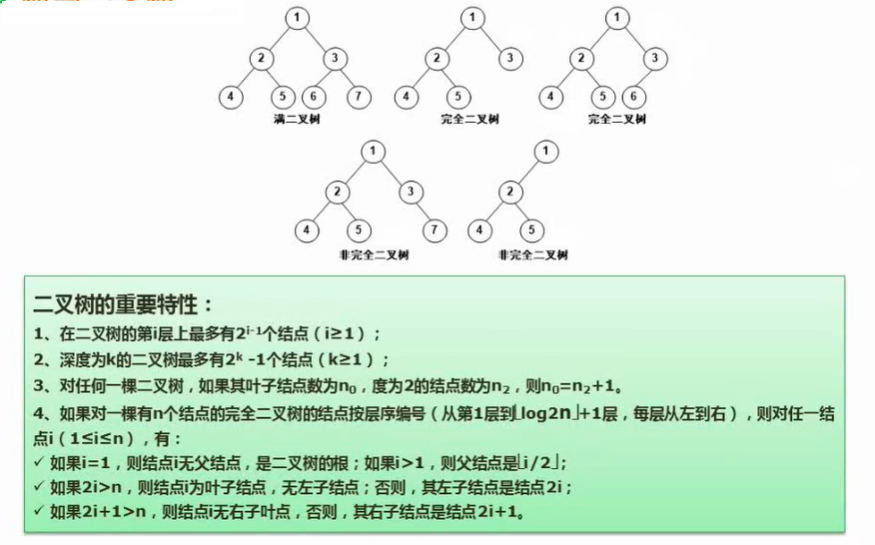 1
1
1
2
3
2
3
2
3
4
5
6
7
4
5
4
5
6
满二叉树
完全二叉树
完全二叉树
1
1
2
3
2
4
5
7
4
5
非完全二叉树
非完全二叉树
二叉树的重要特性：
1、在二叉树的第i层上最多有2ⁱ⁻¹个结点（i≥1）；
2、深度为k的二叉树最多有2ᵏ -1个结点（k≥1）；
3、对任何一棵二叉树，如果其叶子结点数为n₀，度为2的结点数为n₂，则n₀=n₂+1。
4、如果对一棵有n个结点的完全二叉树的结点按层序编号（从第1层到⌊log2n⌋+1层，每层从左到右），则对任一结
点i（1≤i≤n），有：
✓ 如果i=1，则结点i无父结点，是二叉树的根；如果i>1，则父结点是⌊i/2⌋；
✓ 如果2i>n，则结点i为叶子结点，无左子结点；否则，其左子结点是结点2i；
✓ 如果2i+1>n，则结点i无右子叶点，否则，其右子结点是结点2i+1。